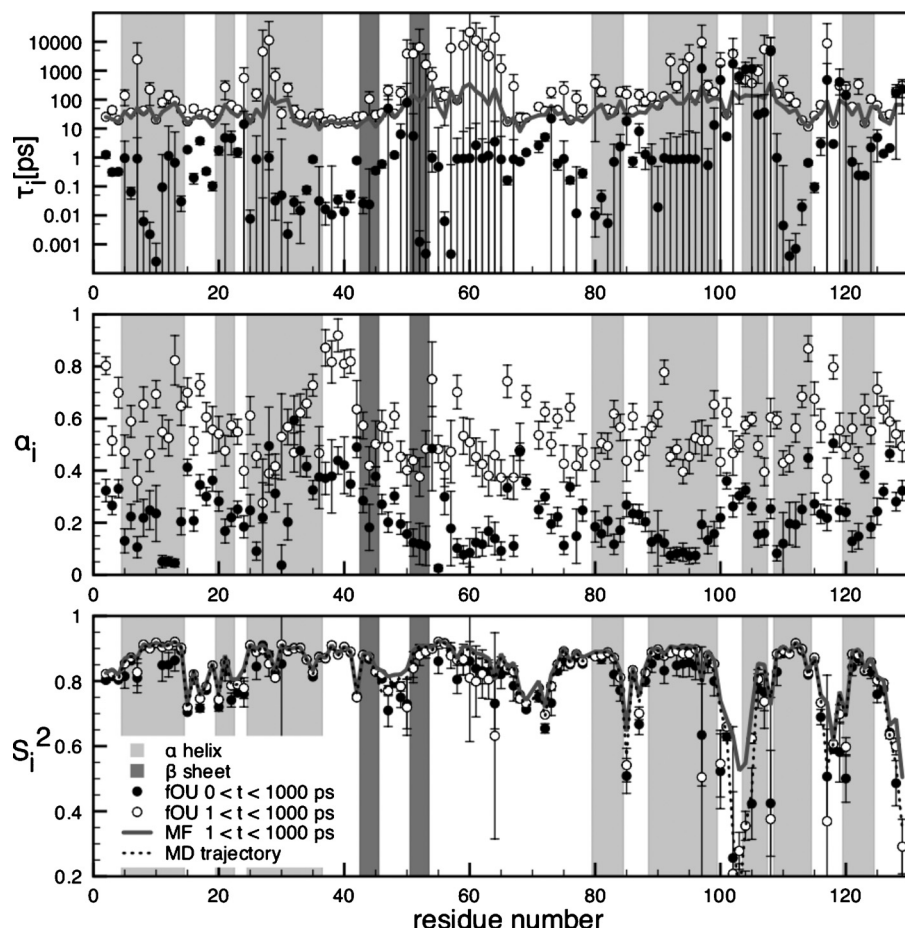 10000
1000
100
10
1
0.1
0.01
0.001
τi[ps]
0 20 40 60 80 100 120
1
0.8
0.6
0.4
0.2
0
αi
0 20 40 60 80 100 120
1
0.8
0.6
0.4
0.2
Si²
α helix
β sheet
fOU 0 < t < 1000 ps
fOU 1 < t < 1000 ps
MF 1 < t < 1000 ps
MD trajectory
0 20 40 60 80 100 120
residue number